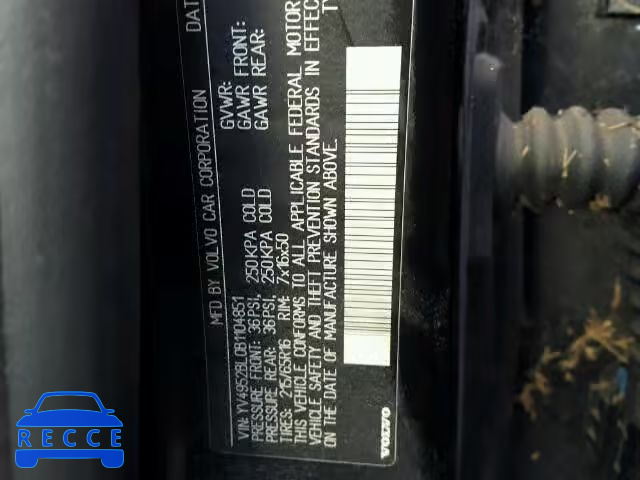 MFD BY VOLVO CAR CORPORATION
DAT
GVWR:
GAWR FRONT:
GAWR REAR:
VIN: YV4952BL0B1104851
PRESSURE FRONT: 36PSI, 250KPA COLD
PRESSURE REAR: 36PSI, 250KPA COLD
TIRES: 215/65R16 RIM: 7x16x50
THIS VEHICLE CONFORMS TO ALL APPLICABLE FEDERAL MOTOR
VEHICLE SAFETY AND THEFT PREVENTION STANDARDS IN EFFECT
ON THE DATE OF MANUFACTURE SHOWN ABOVE.
TY
VOLVO
RECCE